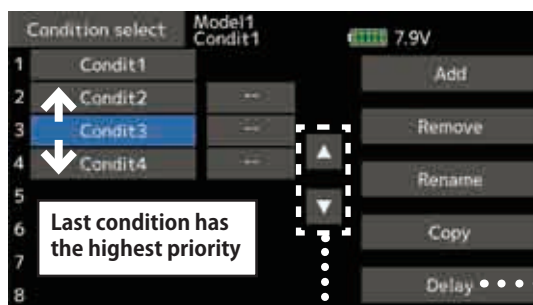 Condition select
Model1
Condit1
7.9V
1 Condit1
2 Condit2 --
3 Condit3 --
4 Condit4 --
5
6
7
8
Last condition has
the highest priority
Add
Remove
Rename
Copy
Delay